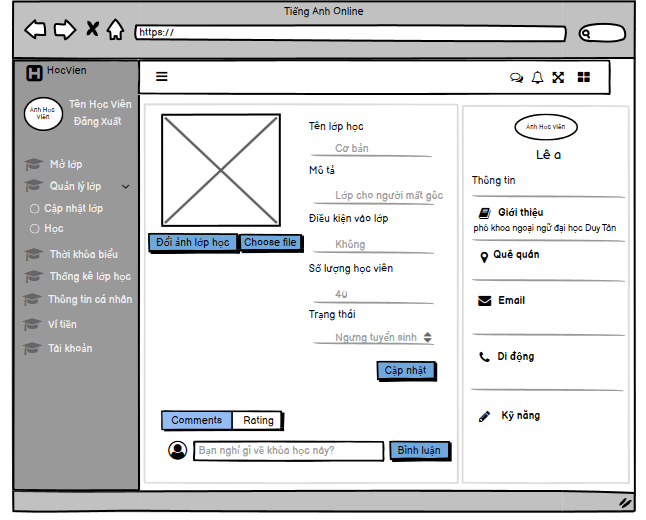 Tiếng Anh Online
https://
H HocVien
Ảnh Học Viên
Tên Học Viên
Đăng Xuất
Mở lớp
Quản lý lớp
Cập nhật lớp
Học
Thời khóa biểu
Thống kê lớp học
Thông tin cá nhân
Ví tiền
Tài khoản
Đổi ảnh lớp học
Choose file
Tên lớp học
Cơ bản
Mô tả
Lớp cho người mất gốc
Điều kiện vào lớp
Không
Số lượng học viên
40
Trạng thái
Ngưng tuyển sinh
Cập nhật
Comments
Rating
Bạn nghỉ gì về khóa học này?
Bình luận
Ảnh Học Viên
Lê a
Thông tin
Giới thiệu
phó khoa ngoại ngữ đại học Duy Tân
Quê quán
Email
Di động
Kỹ năng